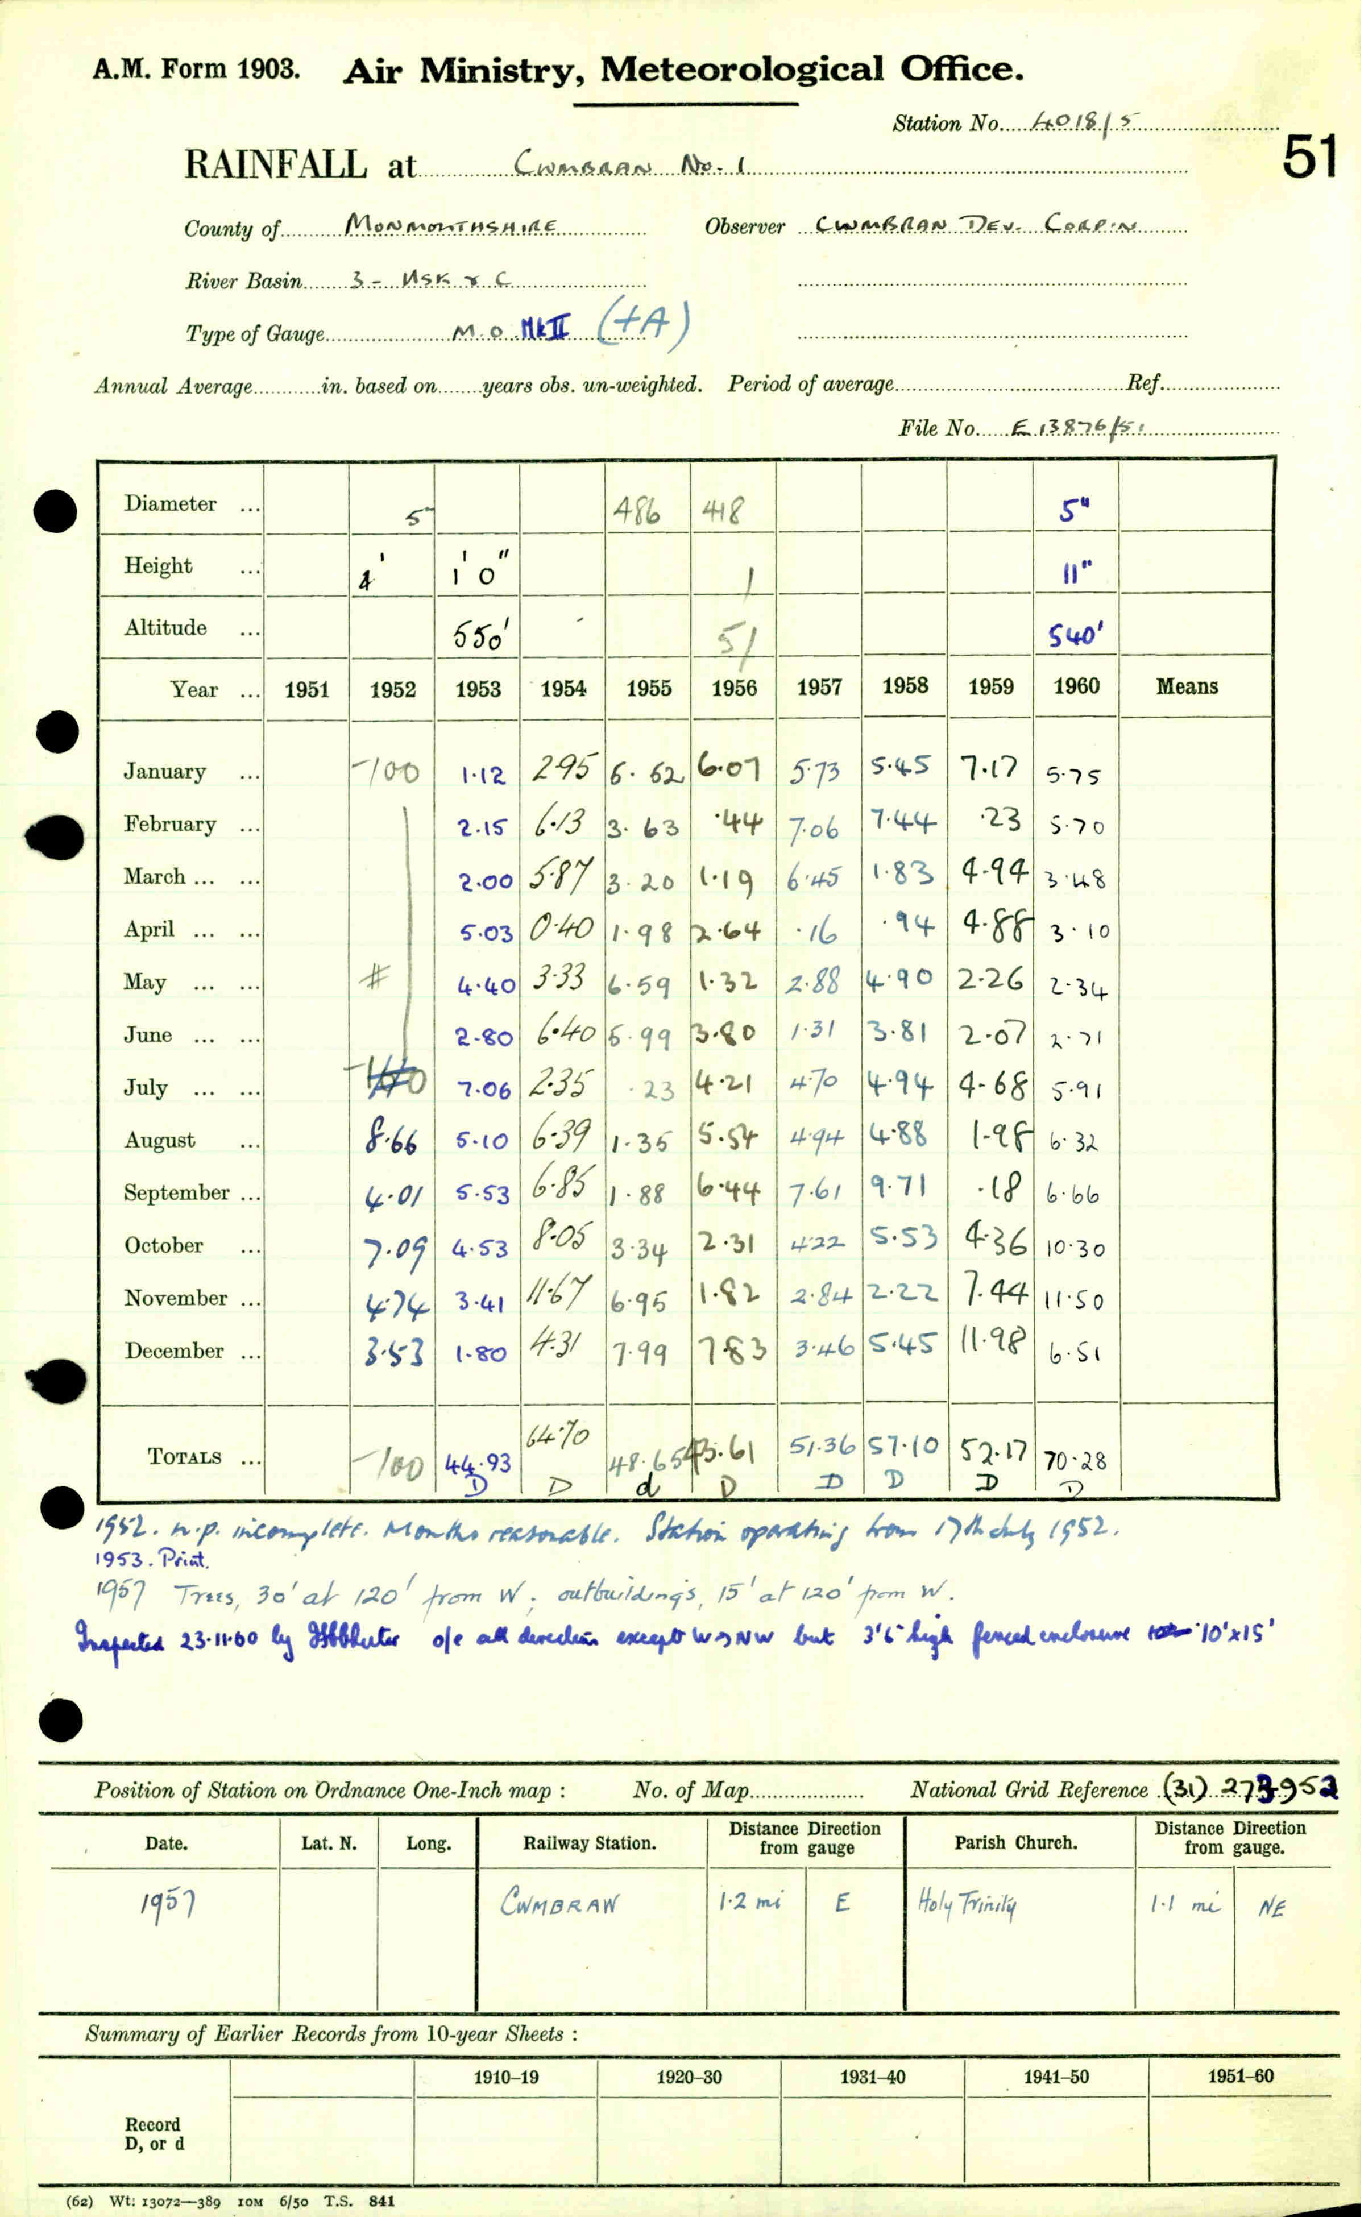 A.M. Form 1903. Air Ministry, Meteorological Office.
Station No. 4018/5
51
RAINFALL at CWMBRAN No. 1
County of MONMOUTHSHIRE Observer CWMBRAN DEV. CORP'N
River Basin 3 - USK & C
Type of Gauge M.O MkII (+A)
Annual Average in. based on years obs. un-weighted. Period of average Ref.
File No. E 13876/51
Diameter ... 5" 486 418 5"
Height ... 1' 1' 0" 1 11"
Altitude ... 550' 51 540'
Year ... 1951 1952 1953 1954 1955 1956 1957 1958 1959 1960 Means
January ... -100 1.12 2.95 5.52 6.07 5.73 5.45 7.17 5.75
February ... 2.15 6.13 3.63 .44 7.06 7.44 .23 5.70
March ... ... 2.00 5.87 3.20 1.19 6.45 1.83 4.94 3.48
April ... ... 5.03 0.40 1.98 2.64 .16 .94 4.88 3.10
May ... ... # 4.40 3.33 6.59 1.32 2.88 4.90 2.26 2.34
June ... ... 2.80 6.40 5.99 3.80 1.31 3.81 2.07 2.71
July ... ... -100 7.06 2.35 .23 4.21 4.70 4.94 4.68 5.91
August ... 8.66 5.10 6.39 1.35 5.54 4.94 4.88 1.98 6.32
September ... 4.01 5.53 6.85 1.88 6.44 7.61 9.71 .18 6.66
October ... 7.09 4.53 8.05 3.34 2.31 4.22 5.53 4.36 10.30
November ... 4.74 3.41 11.67 6.95 1.82 2.84 2.22 7.44 11.50
December ... 3.53 1.80 4.31 7.99 7.83 3.46 5.45 11.98 6.51
TOTALS ... -100 44.93 64.70 48.65 43.61 51.36 57.10 52.17 70.28
D D d D D D D D
1952. n.p. incomplete. Months reasonable. Station operating from 17th July 1952.
1953. Print.
1957 Trees, 30' at 120' from W; outbuildings, 15' at 120' from W.
Inspected 23.11.60 by o/e all direction except W > NW but 3'6" high fenced enclosure 10'x15'
Position of Station on Ordnance One-Inch map : No. of Map National Grid Reference (31) 273952
Date. Lat. N. Long. Railway Station. Distance Direction from gauge Parish Church. Distance Direction from gauge.
1957 CWMBRAN 1.2 mi E Holy Trinity 1.1 mi NE
Summary of Earlier Records from 10-year Sheets :
1910–19 1920–30 1931–40 1941–50 1951–60
Record
D, or d
(62) Wt: 13072—389 10M 6/50 T.S. 841